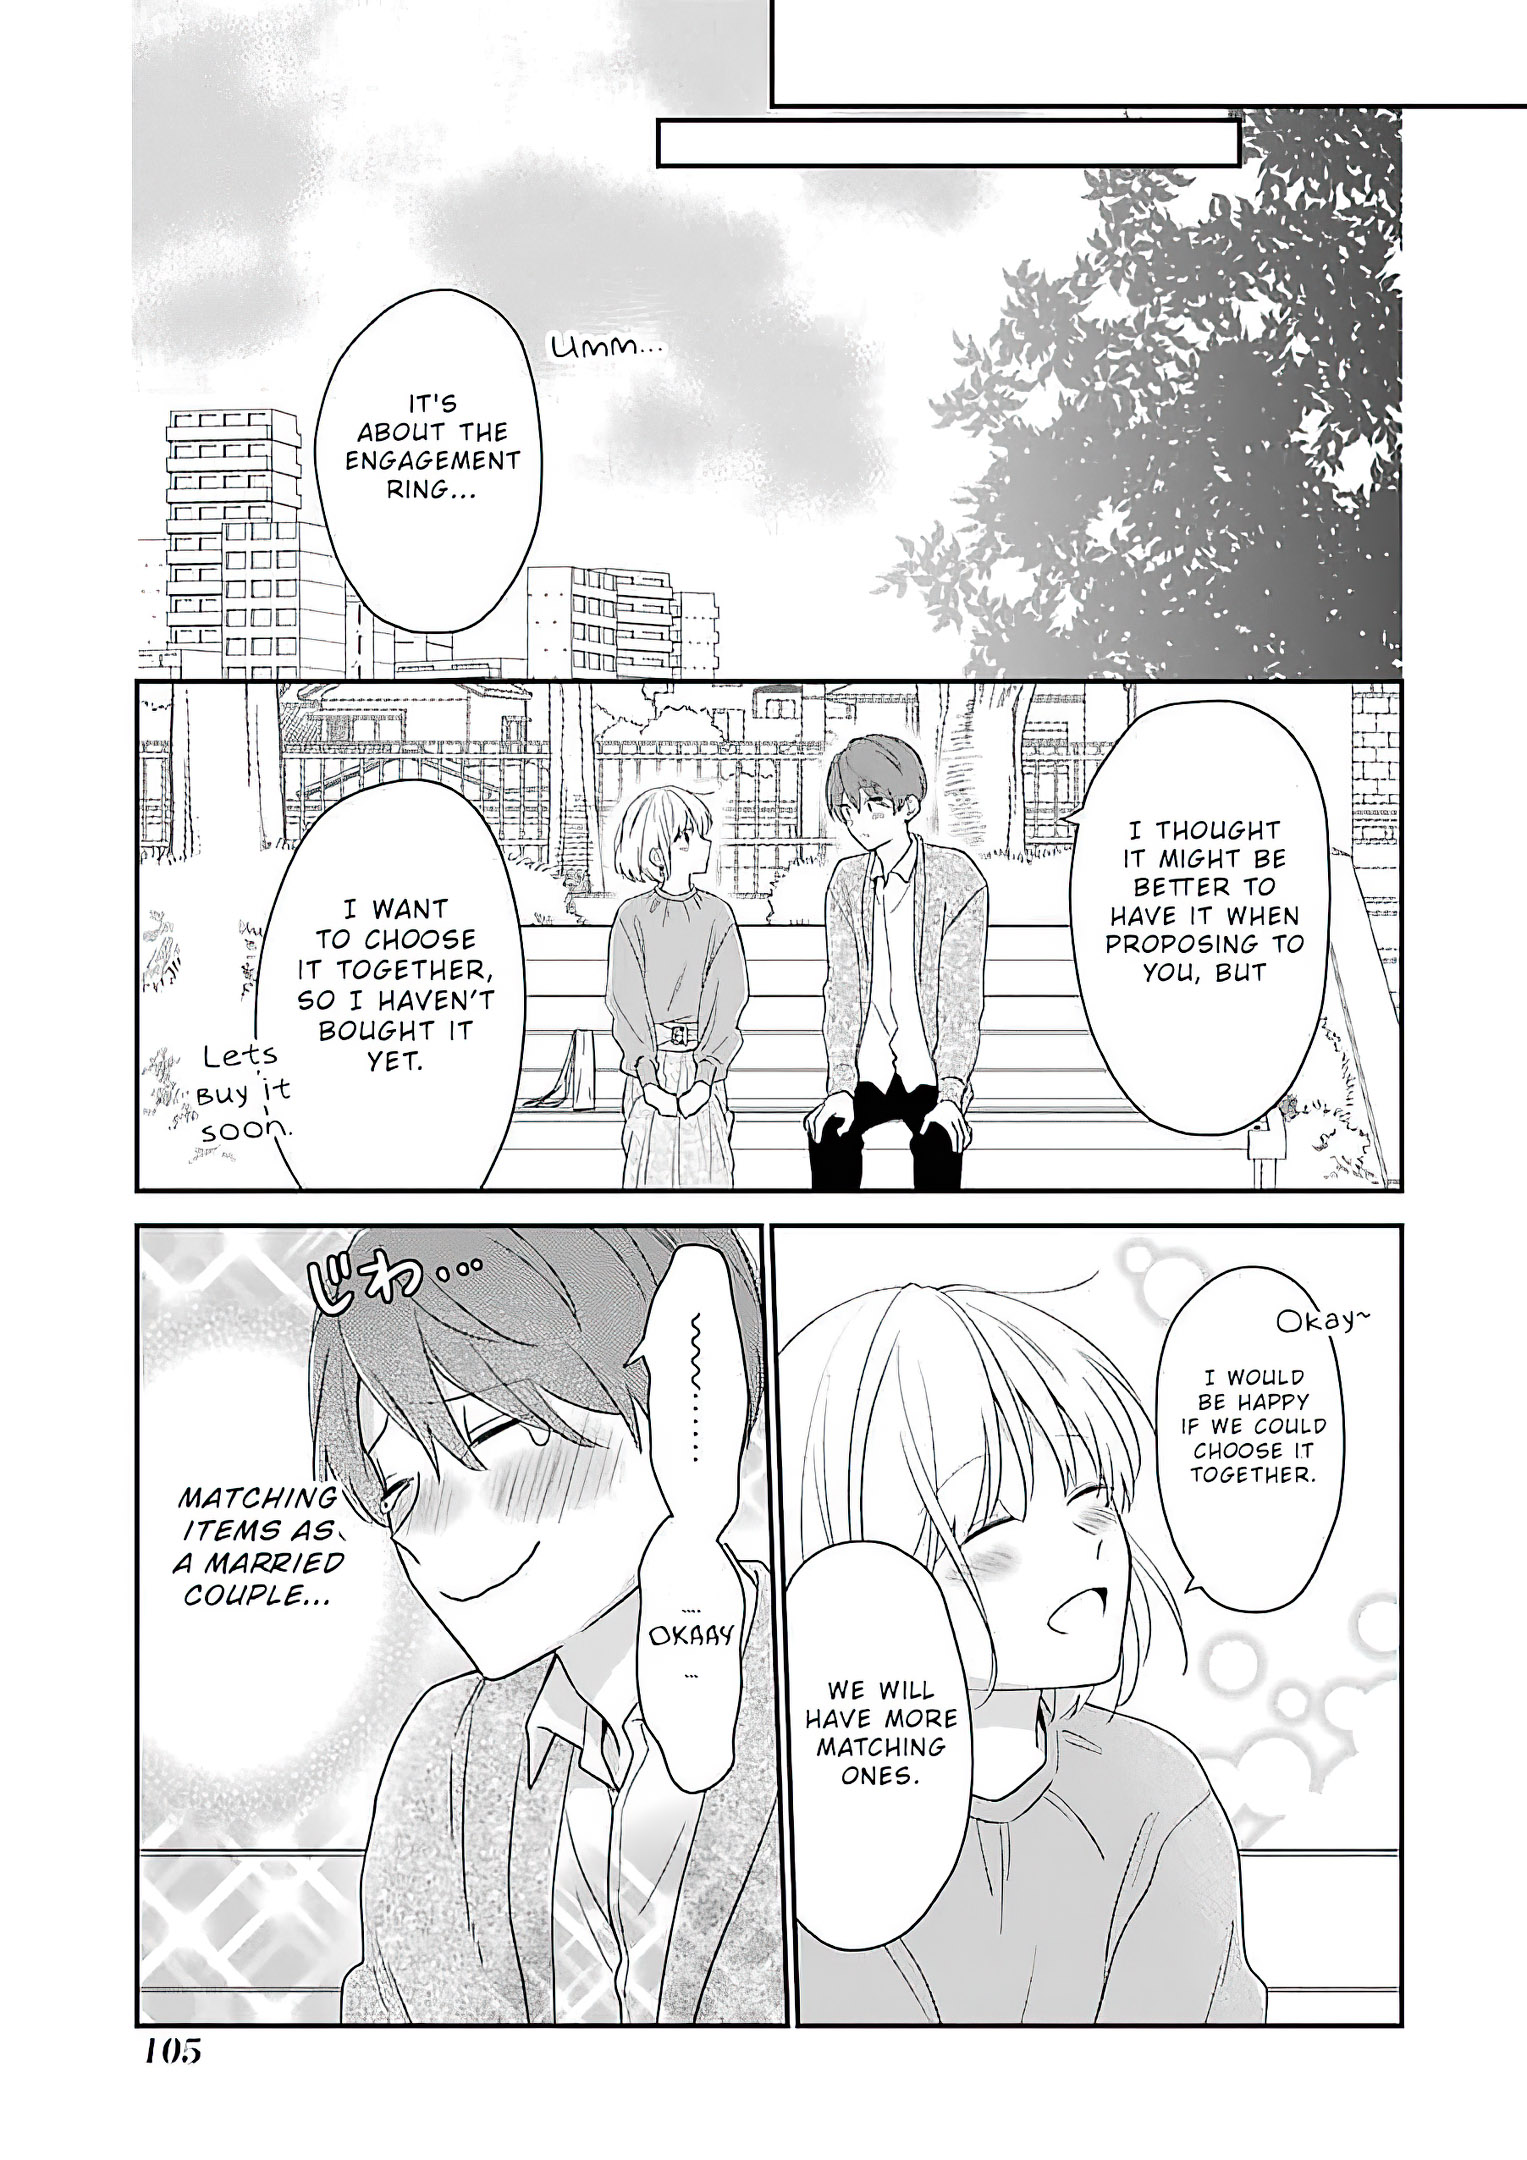 Umm...
IT'S
ABOUT THE
ENGAGEMENT
RING...
I THOUGHT
IT MIGHT BE
BETTER TO
HAVE IT WHEN
PROPOSING TO
YOU, BUT
I WANT
TO CHOOSE
IT TOGETHER,
SO I HAVEN'T
BOUGHT IT
YET.
Lets
Buy it
soon.
Okay~
I WOULD
BE HAPPY
IF WE COULD
CHOOSE IT
TOGETHER.
WE WILL
HAVE MORE
MATCHING
ONES.
じわ...
....
OKAAY
...
MATCHING
ITEMS AS
A MARRIED
COUPLE...
105